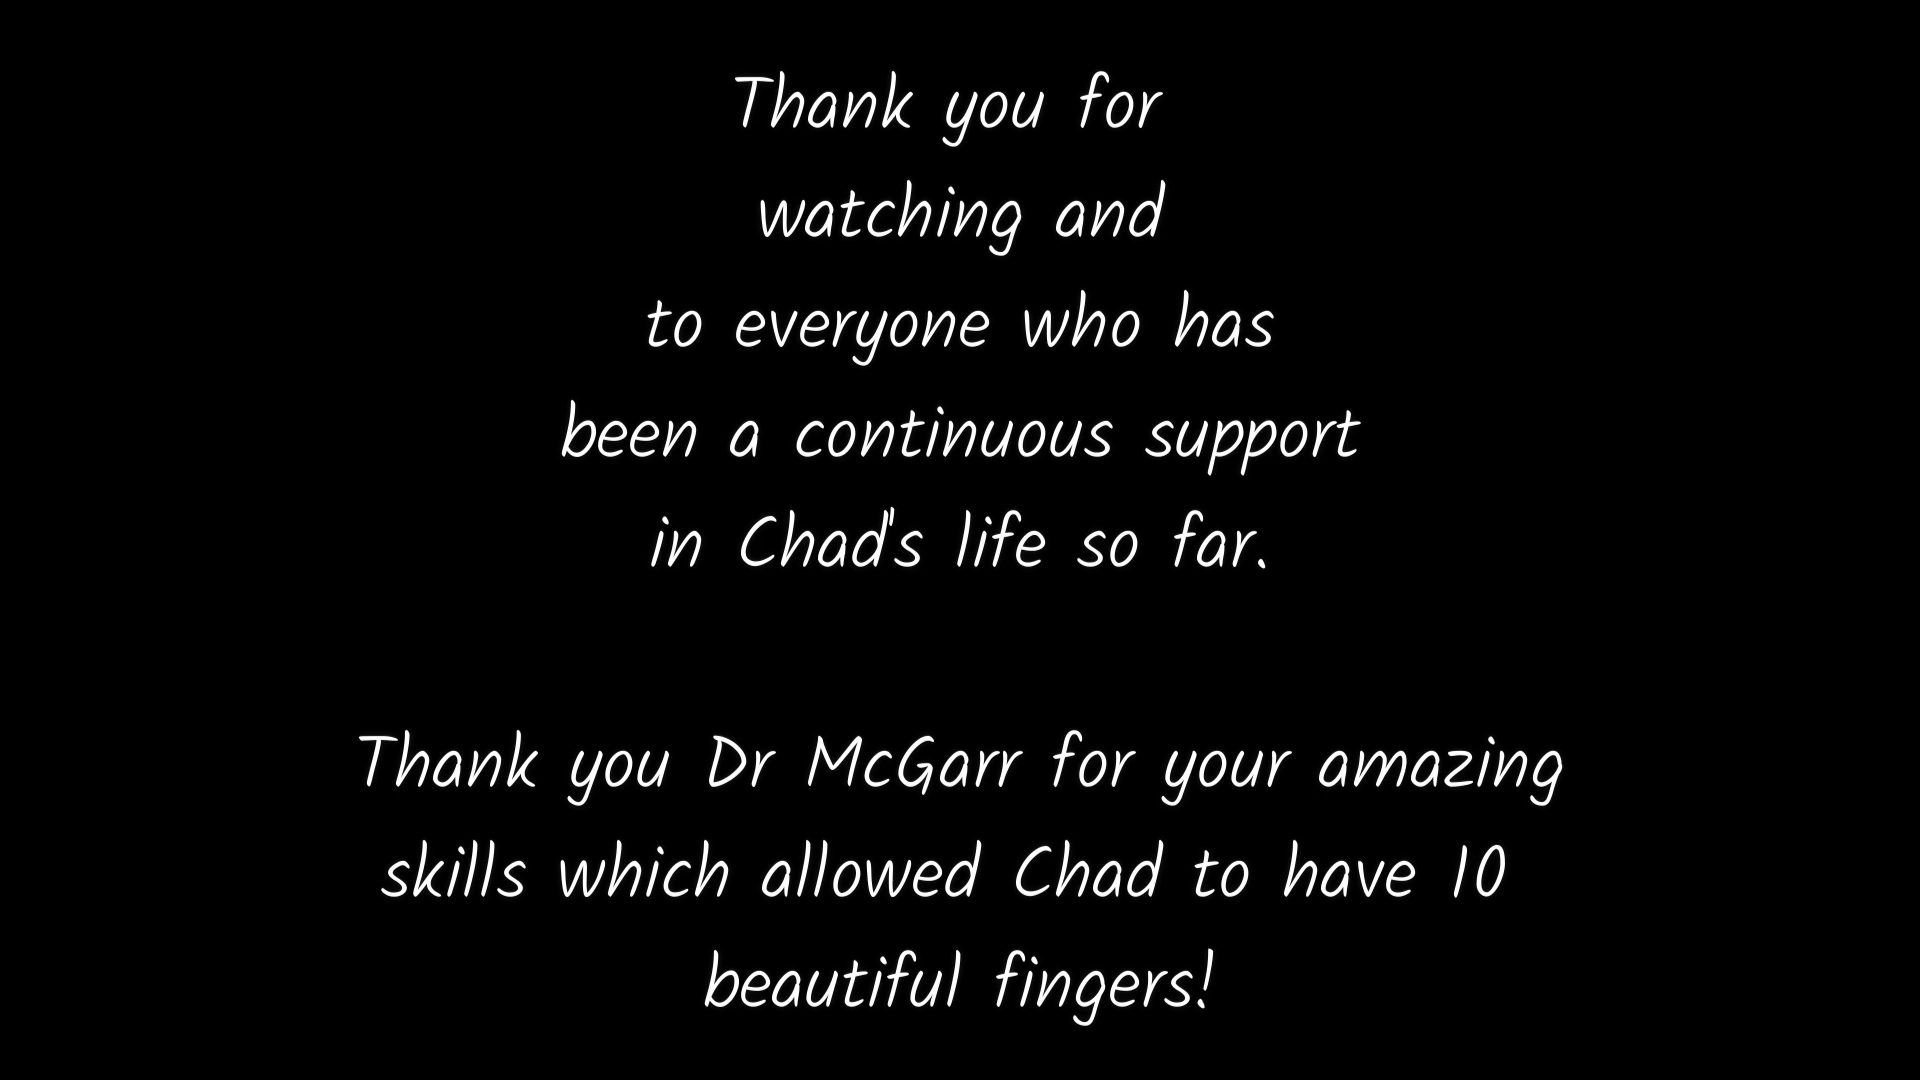 Thank you for
watching and
to everyone who has
been a continuous support
in Chad's life so far.
Thank you Dr McGarr for your amazing
skills which allowed Chad to have 10
beautiful fingers!